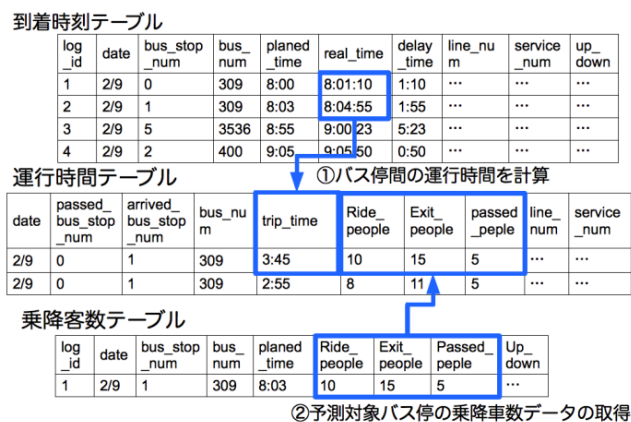 到着時刻テーブル
log_id date bus_stop_num bus_num planed_time real_time delay_time line_num service_num up_down
1 2/9 0 309 8:00 8:01:10 1:10 … … …
2 2/9 1 309 8:03 8:04:55 1:55 … … …
3 2/9 5 3536 8:55 9:00:23 5:23 … … …
4 2/9 2 400 9:05 9:05:50 0:50 … … …
運行時間テーブル
①バス停間の運行時間を計算
date passed_bus_stop_num arrived_bus_stop_num bus_num trip_time Ride_people Exit_people passed_peple line_num service_num
2/9 0 1 309 3:45 10 15 5 … …
2/9 0 1 309 2:55 8 11 5 … …
乗降客数テーブル
log_id date bus_stop_num bus_num planed_time Ride_people Exit_people Passed_peple Up_down
1 2/9 1 309 8:03 10 15 5 …
②予測対象バス停の乗降車数データの取得